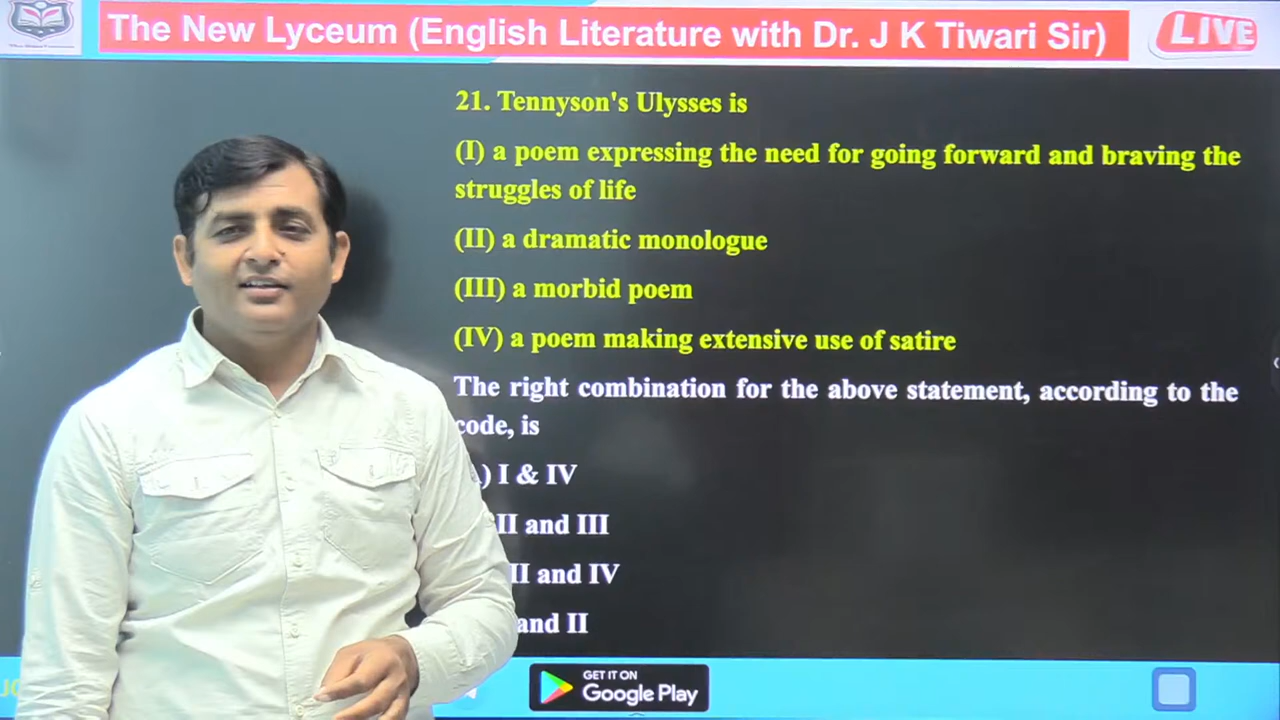 The New Lyceum (English Literature with Dr. J K Tiwari Sir)
LIVE
21. Tennyson's Ulysses is
(I) a poem expressing the need for going forward and braving the
struggles of life
(II) a dramatic monologue
(III) a morbid poem
(IV) a poem making extensive use of satire
The right combination for the above statement, according to the
code, is
) I & IV
II and III
II and IV
and II
GET IT ON
Google Play